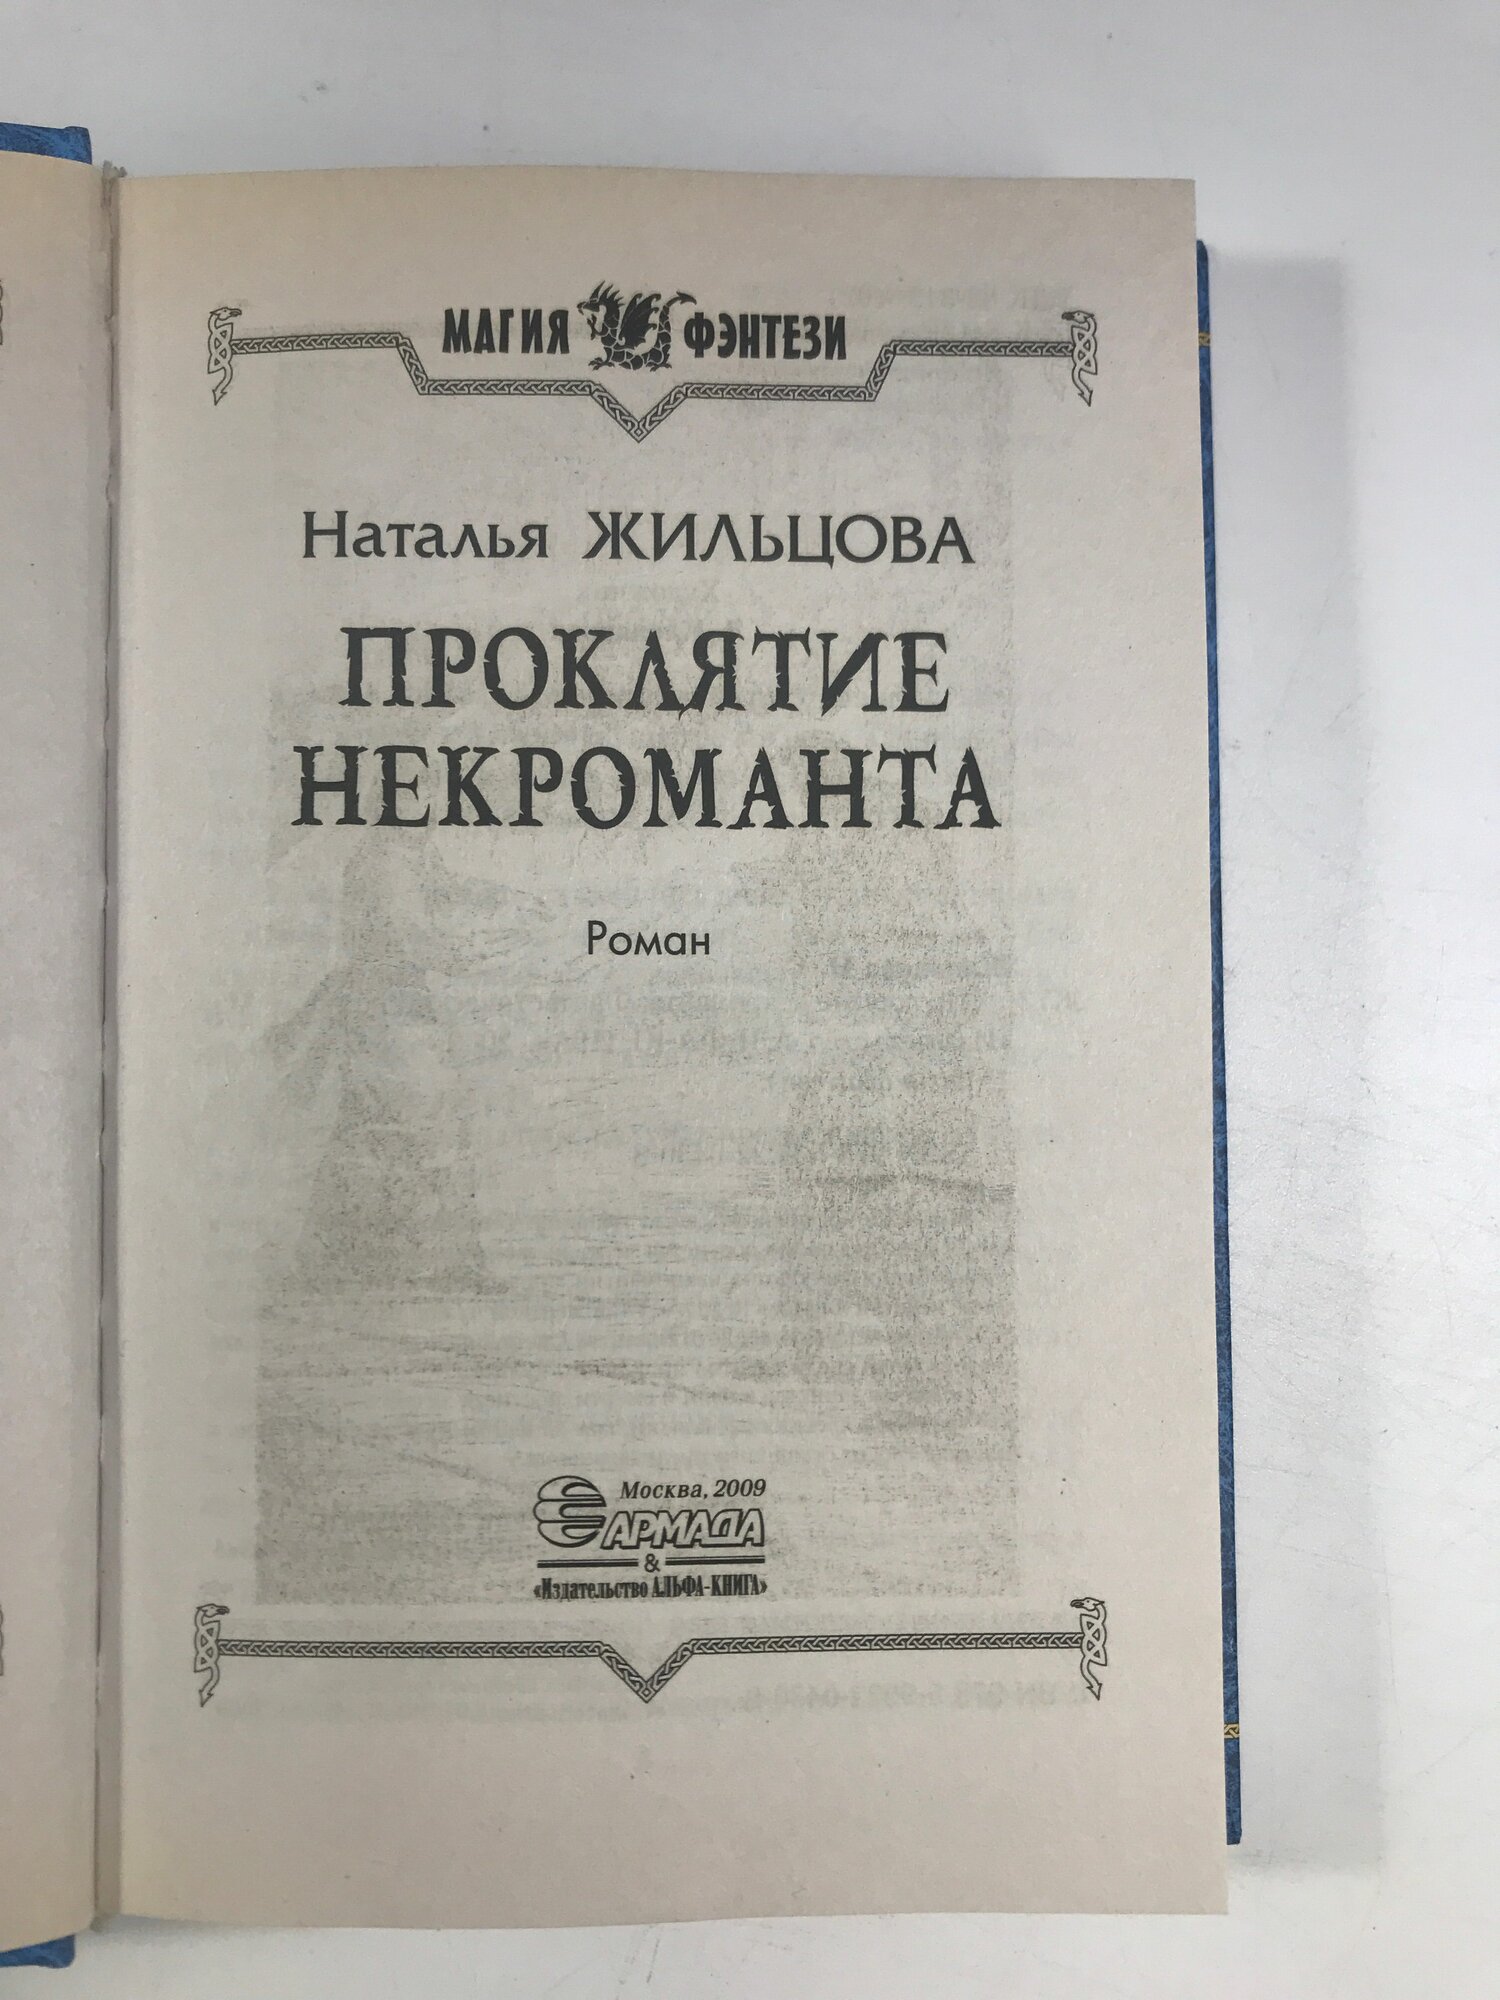 МАГИЯ ФЭНТЕЗИ
Наталья ЖИЛЬЦОВА
ПРОКЛЯТИЕ
НЕКРОМАНТА
Роман
Москва, 2009
АРМАДА
&
«Издательство АЛЬФА-КНИГА»